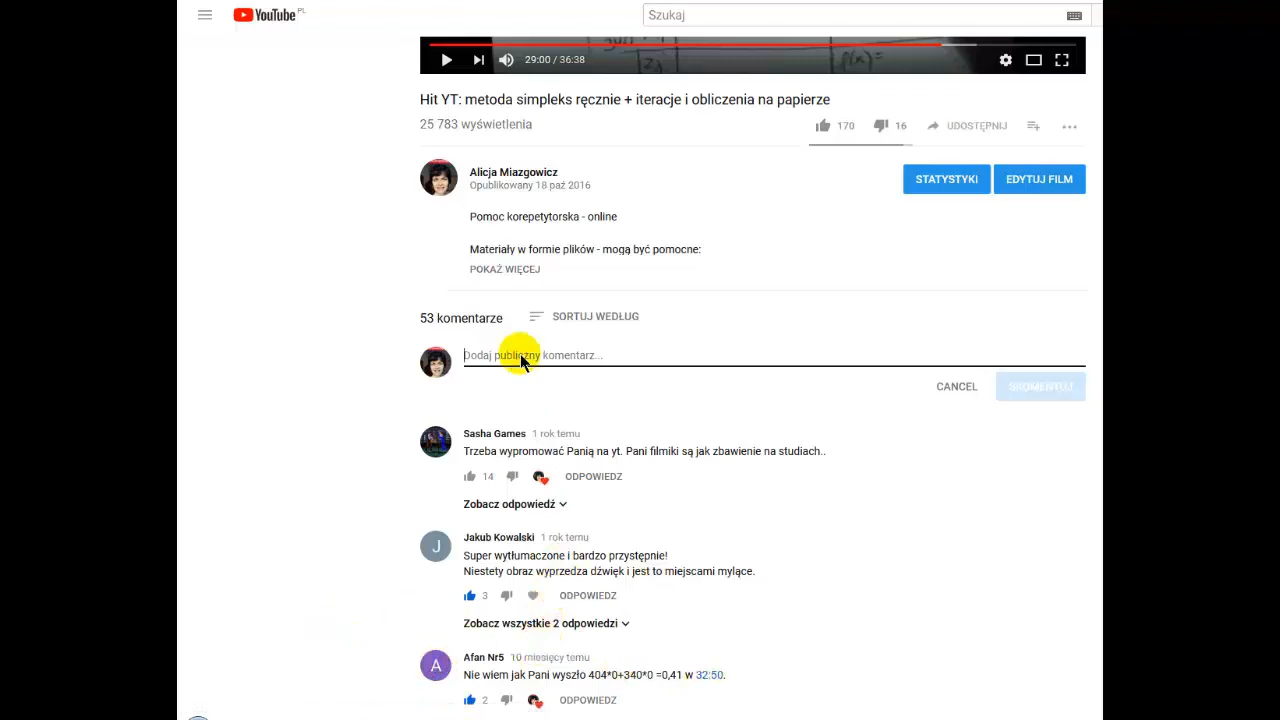 YouTube PL
Szukaj
29:00 / 36:38
f(x)=
Hit YT: metoda simpleks ręcznie + iteracje i obliczenia na papierze
25 783 wyświetlenia
170
16
UDOSTĘPNIJ
Alicja Miazgowicz
Opublikowany 18 paź 2016
STATYSTYKI
EDYTUJ FILM
Pomoc korepetytorska - online
Materiały w formie plików - mogą być pomocne:
POKAŻ WIĘCEJ
53 komentarze
SORTUJ WEDŁUG
Dodaj publiczny komentarz...
CANCEL
SKOMENTUJ
Sasha Games 1 rok temu
Trzeba wypromować Panią na yt. Pani filmiki są jak zbawienie na studiach..
14
ODPOWIEDZ
Zobacz odpowiedź
J
Jakub Kowalski 1 rok temu
Super wytłumaczone i bardzo przystępnie!
Niestety obraz wyprzedza dźwięk i jest to miejscami mylące.
3
ODPOWIEDZ
Zobacz wszystkie 2 odpowiedzi
A
Afan Nr5 10 miesięcy temu
Nie wiem jak Pani wyszło 404*0+340*0 =0,41 w 32:50.
2
ODPOWIEDZ